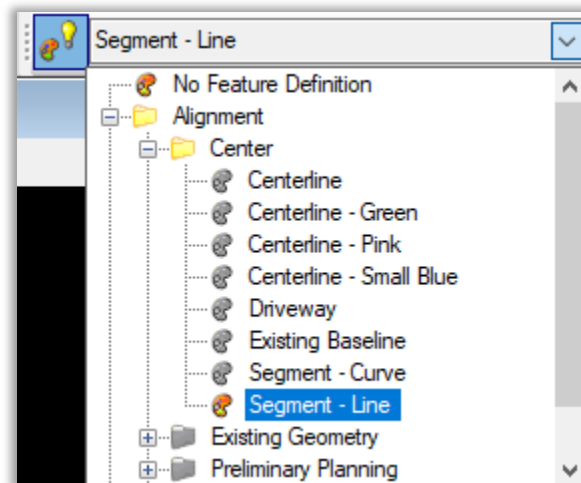 Segment - Line
No Feature Definition
Alignment
Center
Centerline
Centerline - Green
Centerline - Pink
Centerline - Small Blue
Driveway
Existing Baseline
Segment - Curve
Segment - Line
Existing Geometry
Preliminary Planning